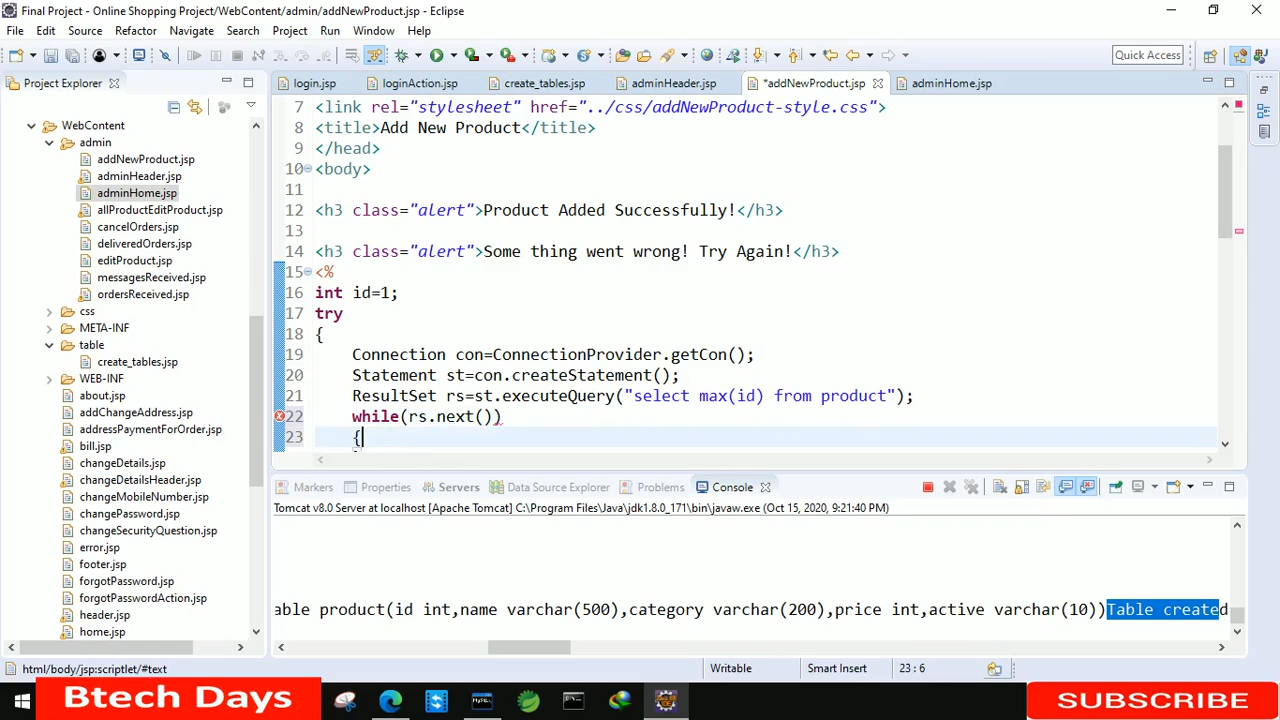 Final Project - Online Shopping Project/WebContent/admin/addNewProduct.jsp - Eclipse
File Edit Source Refactor Navigate Search Project Run Window Help
Quick Access
Project Explorer
login.jsp loginAction.jsp create_tables.jsp adminHeader.jsp *addNewProduct.jsp adminHome.jsp
WebContent
admin
addNewProduct.jsp
adminHeader.jsp
adminHome.jsp
allProductEditProduct.jsp
cancelOrders.jsp
deliveredOrders.jsp
editProduct.jsp
messagesReceived.jsp
ordersReceived.jsp
css
META-INF
table
create_tables.jsp
WEB-INF
about.jsp
addChangeAddress.jsp
addressPaymentForOrder.jsp
bill.jsp
changeDetails.jsp
changeDetailsHeader.jsp
changeMobileNumber.jsp
changePassword.jsp
changeSecurityQuestion.jsp
error.jsp
footer.jsp
forgotPassword.jsp
forgotPasswordAction.jsp
header.jsp
home.jsp
7 <link rel="stylesheet" href="../css/addNewProduct-style.css">
8 <title>Add New Product</title>
9 </head>
10 <body>
11
12 <h3 class="alert">Product Added Successfully!</h3>
13
14 <h3 class="alert">Some thing went wrong! Try Again!</h3>
15 <%
16 int id=1;
17 try
18 {
19 Connection con=ConnectionProvider.getCon();
20 Statement st=con.createStatement();
21 ResultSet rs=st.executeQuery("select max(id) from product");
22 while(rs.next())
23 {
Markers Properties Servers Data Source Explorer Problems Console
Tomcat v8.0 Server at localhost [Apache Tomcat] C:\Program Files\Java\jdk1.8.0_171\bin\javaw.exe (Oct 15, 2020, 9:21:40 PM)
able product(id int,name varchar(500),category varchar(200),price int,active varchar(10))Table created
html/body/jsp:scriptlet/#text
Writable Smart Insert 23 : 6
Btech Days
SUBSCRIBE